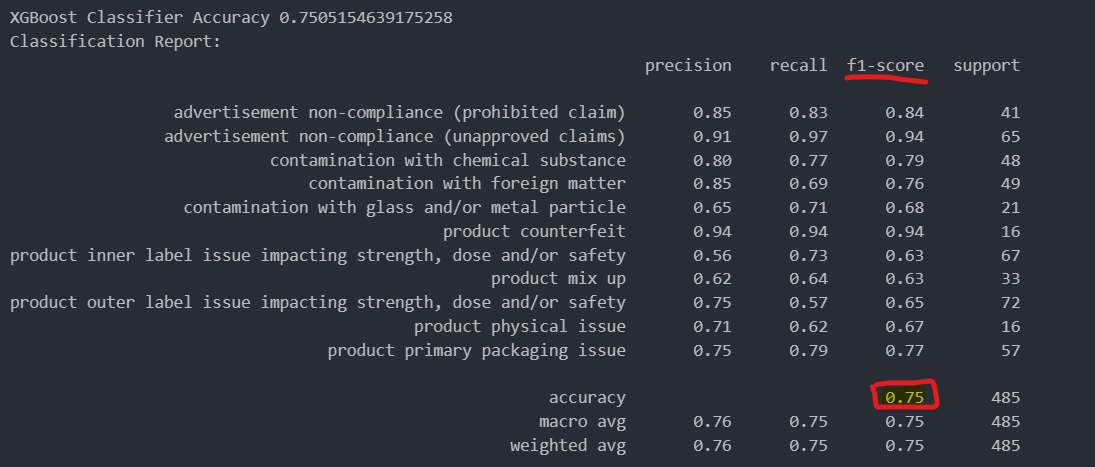 XGBoost Classifier Accuracy 0.7505154639175258
Classification Report:
precision recall f1-score support
advertisement non-compliance (prohibited claim) 0.85 0.83 0.84 41
advertisement non-compliance (unapproved claims) 0.91 0.97 0.94 65
contamination with chemical substance 0.80 0.77 0.79 48
contamination with foreign matter 0.85 0.69 0.76 49
contamination with glass and/or metal particle 0.65 0.71 0.68 21
product counterfeit 0.94 0.94 0.94 16
product inner label issue impacting strength, dose and/or safety 0.56 0.73 0.63 67
product mix up 0.62 0.64 0.63 33
product outer label issue impacting strength, dose and/or safety 0.75 0.57 0.65 72
product physical issue 0.71 0.62 0.67 16
product primary packaging issue 0.75 0.79 0.77 57
accuracy 0.75 485
macro avg 0.76 0.75 0.75 485
weighted avg 0.76 0.75 0.75 485